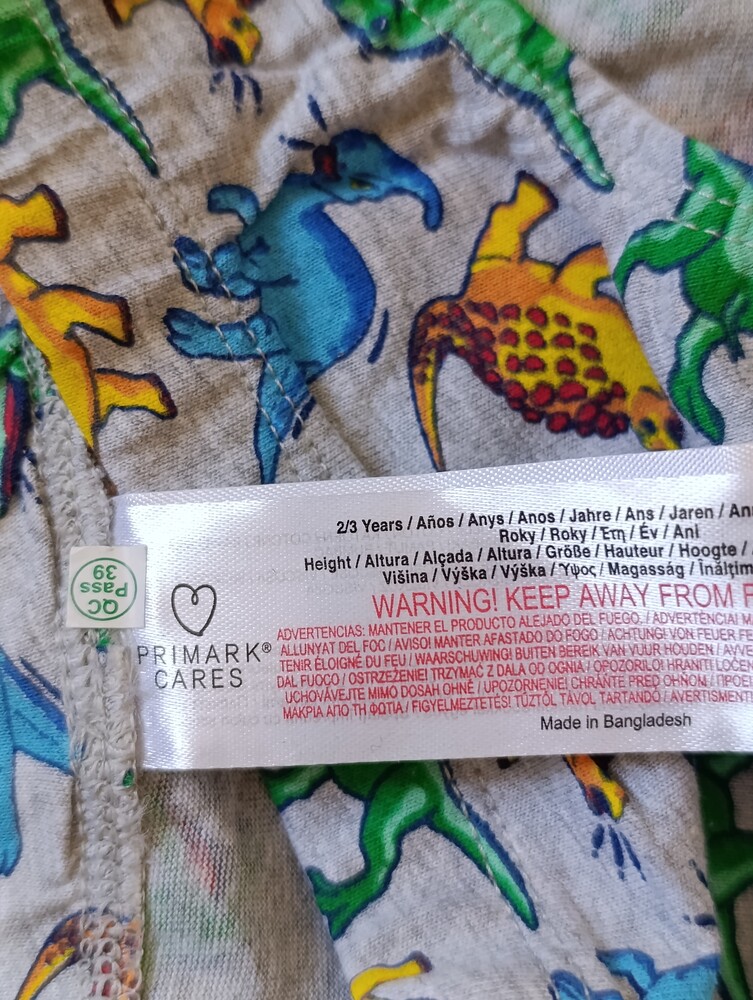 2/3 Years / Años / Anys / Anos / Jahre / Ans / Jaren / An
Roky / Roky / Έτη / Év / Ani
Height / Altura / Alçada / Altura / Größe / Hauteur / Hoogte /
Višina / Výška / Výška / Ύψος / Magasság / Înălțim
WARNING! KEEP AWAY FROM F
ADVERTENCIAS: MANTENER EL PRODUCTO ALEJADO DEL FUEGO. / ADVERTÈNCIA! M
ALLUNYAT DEL FOC / AVISO! MANTER AFASTADO DO FOGO / ACHTUNG! VON FEUER F
TENIR ÉLOIGNÉ DU FEU / WAARSCHUWING! BUITEN BEREIK VAN VUUR HOUDEN / AVVE
DAL FUOCO / OSTRZEŻENIE! TRZYMAĆ Z DALA OD OGNIA / OPOZORILO! HRANITI LOČEN
UCHOVÁVEJTE MIMO DOSAH OHNĚ / UPOZORNENIE! CHRÁŇTE PRED OHŇOM / ΠΡΟΕΙ
ΜΑΚΡΙΑ ΑΠΟ ΤΗ ΦΩΤΙΑ / FIGYELMEZTETÉS! TŰZTŐL TÁVOL TARTANDÓ / AVERTISMEN
Made in Bangladesh
PRIMARK®
CARES
QC
Pass
39